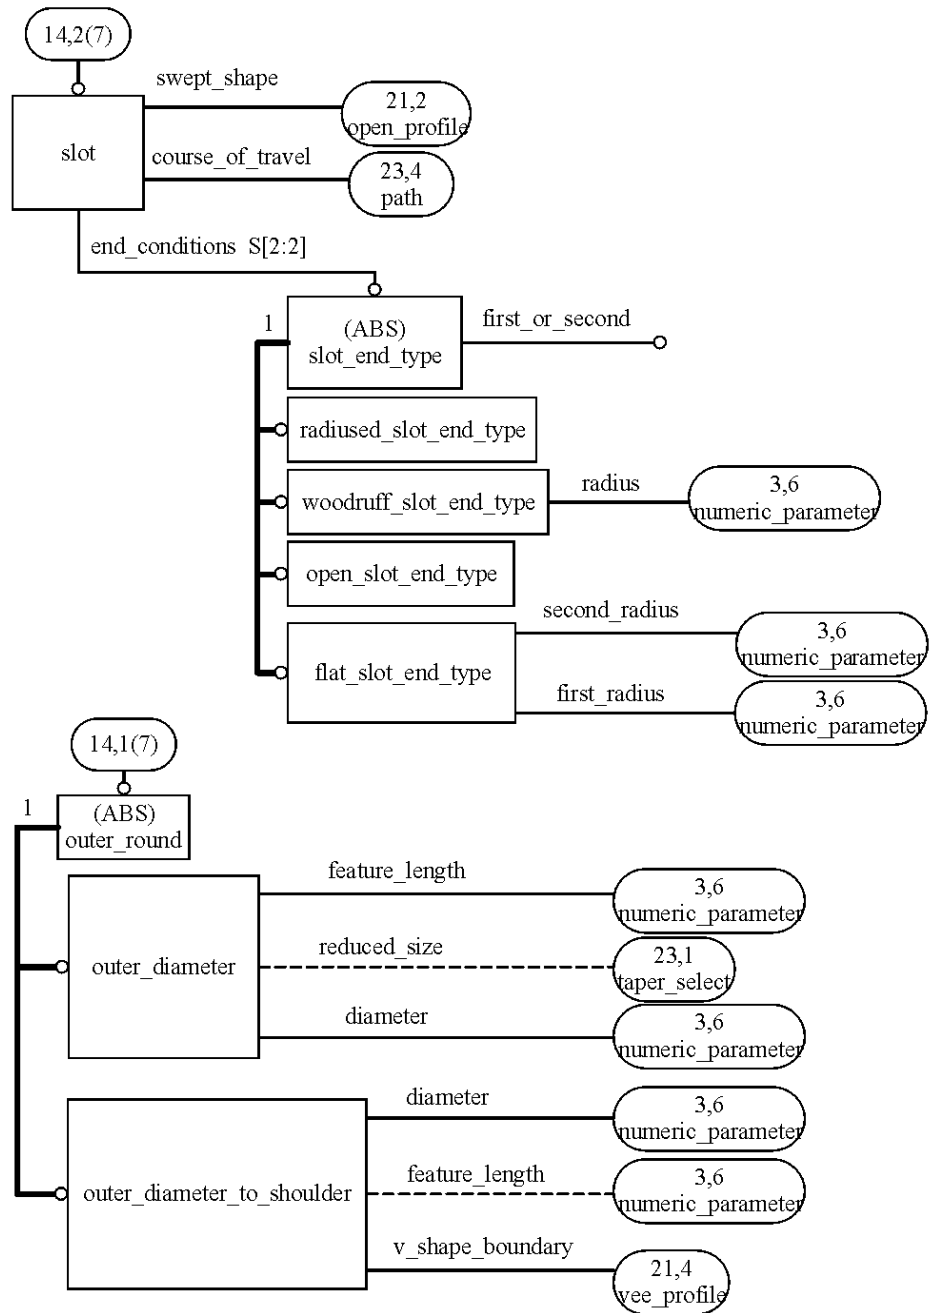 14,2(7)
swept_shape
21,2
open_profile
slot
course_of_travel
23,4
path
end_conditions S[2:2]
1
(ABS)
slot_end_type
first_or_second
radiused_slot_end_type
woodruff_slot_end_type
radius
3,6
numeric_parameter
open_slot_end_type
flat_slot_end_type
second_radius
3,6
numeric_parameter
first_radius
3,6
numeric_parameter
14,1(7)
1
(ABS)
outer_round
outer_diameter
feature_length
3,6
numeric_parameter
reduced_size
23,1
taper_select
diameter
3,6
numeric_parameter
outer_diameter_to_shoulder
diameter
3,6
numeric_parameter
feature_length
3,6
numeric_parameter
v_shape_boundary
21,4
vee_profile